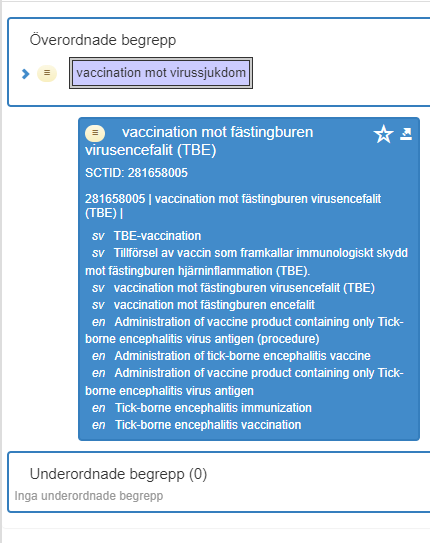 Överordnade begrepp
vaccination mot virussjukdom
vaccination mot fästingburen
virusencefalit (TBE)
SCTID: 281658005
281658005 | vaccination mot fästingburen virusencefalit
(TBE) |
sv TBE-vaccination
sv Tillförsel av vaccin som framkallar immunologiskt skydd
mot fästingburen hjärninflammation (TBE).
sv vaccination mot fästingburen virusencefalit (TBE)
sv vaccination mot fästingburen encefalit
en Administration of vaccine product containing only Tick-
borne encephalitis virus antigen (procedure)
en Administration of tick-borne encephalitis vaccine
en Administration of vaccine product containing only Tick-
borne encephalitis virus antigen
en Tick-borne encephalitis immunization
en Tick-borne encephalitis vaccination
Underordnade begrepp (0)
Inga underordnade begrepp